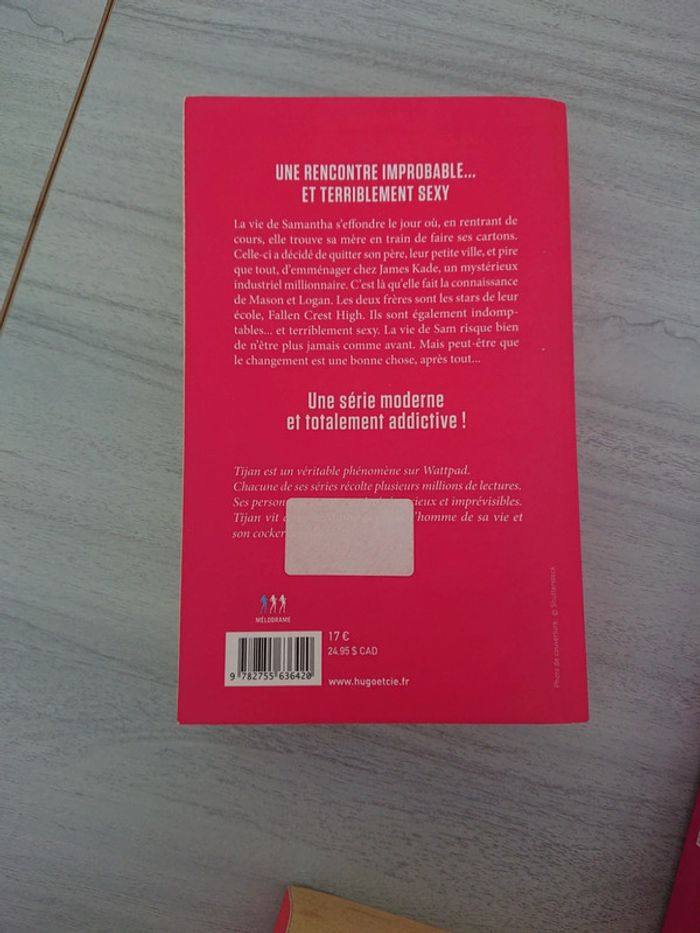 UNE RENCONTRE IMPROBABLE...
ET TERRIBLEMENT SEXY
La vie de Samantha s'effondre le jour où, en rentrant de
cours, elle trouve sa mère en train de faire ses cartons.
Celle-ci a décidé de quitter son père, leur petite ville, et pire
que tout, d'emménager chez James Kade, un mystérieux
industriel millionnaire. C'est là qu'elle fait la connaissance
de Mason et Logan. Les deux frères sont les stars de leur
école, Fallen Crest High. Ils sont également indomp-
tables... et terriblement sexy. La vie de Sam risque bien
de n'être plus jamais comme avant. Mais peut-être que
le changement est une bonne chose, après tout...
Une série moderne
et totalement addictive !
Tijan est un véritable phénomène sur Wattpad.
Chacune de ses séries récolte plusieurs millions de lectures.
Ses et imprévisibles.
Tijan vit l'homme de sa vie et
son cocker
MÉLODRAME
17 €
24.95 $ CAD
9 782755 636420
www.hugoetcie.fr
Photo de couverture : © Shutterstock